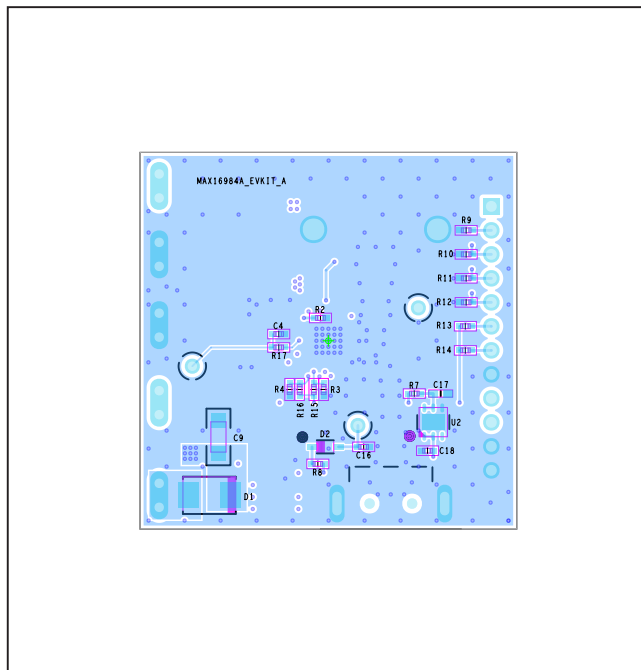 MAX16984A_EVKIT_A
R9
R10
R11
R2
R12
C4
R13
R17
R14
R4
R16
R15
R3
R7
C17
U2
C9
D2
C16
C18
R8
D1